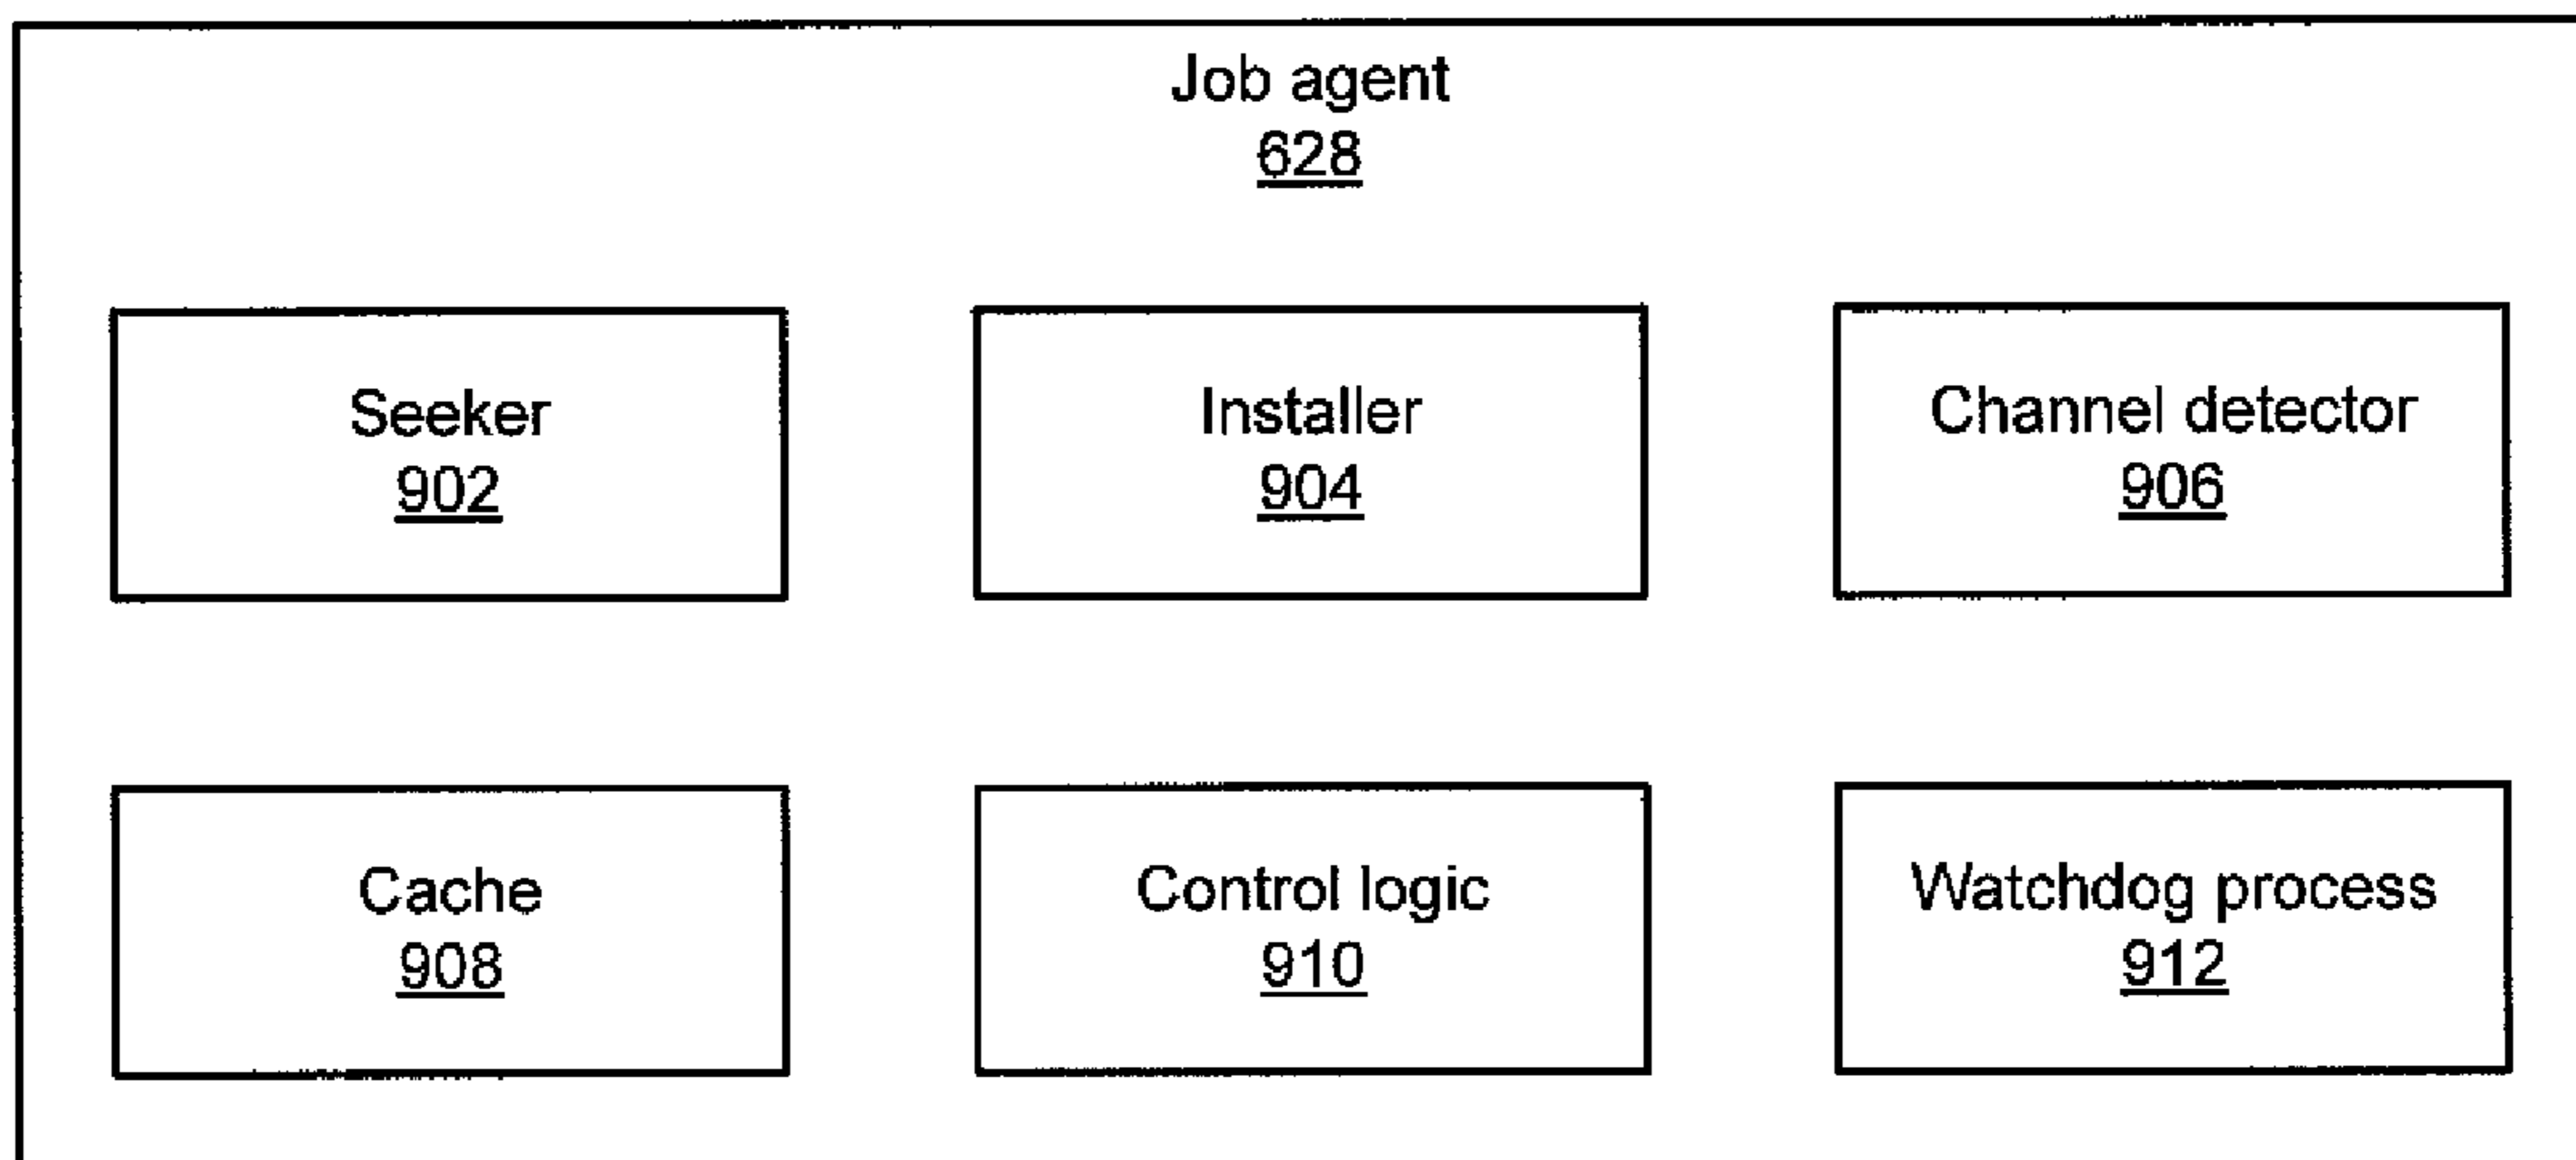 Job agent
628
Seeker
902
Installer
904
Channel detector
906
Cache
908
Control logic
910
Watchdog process
912